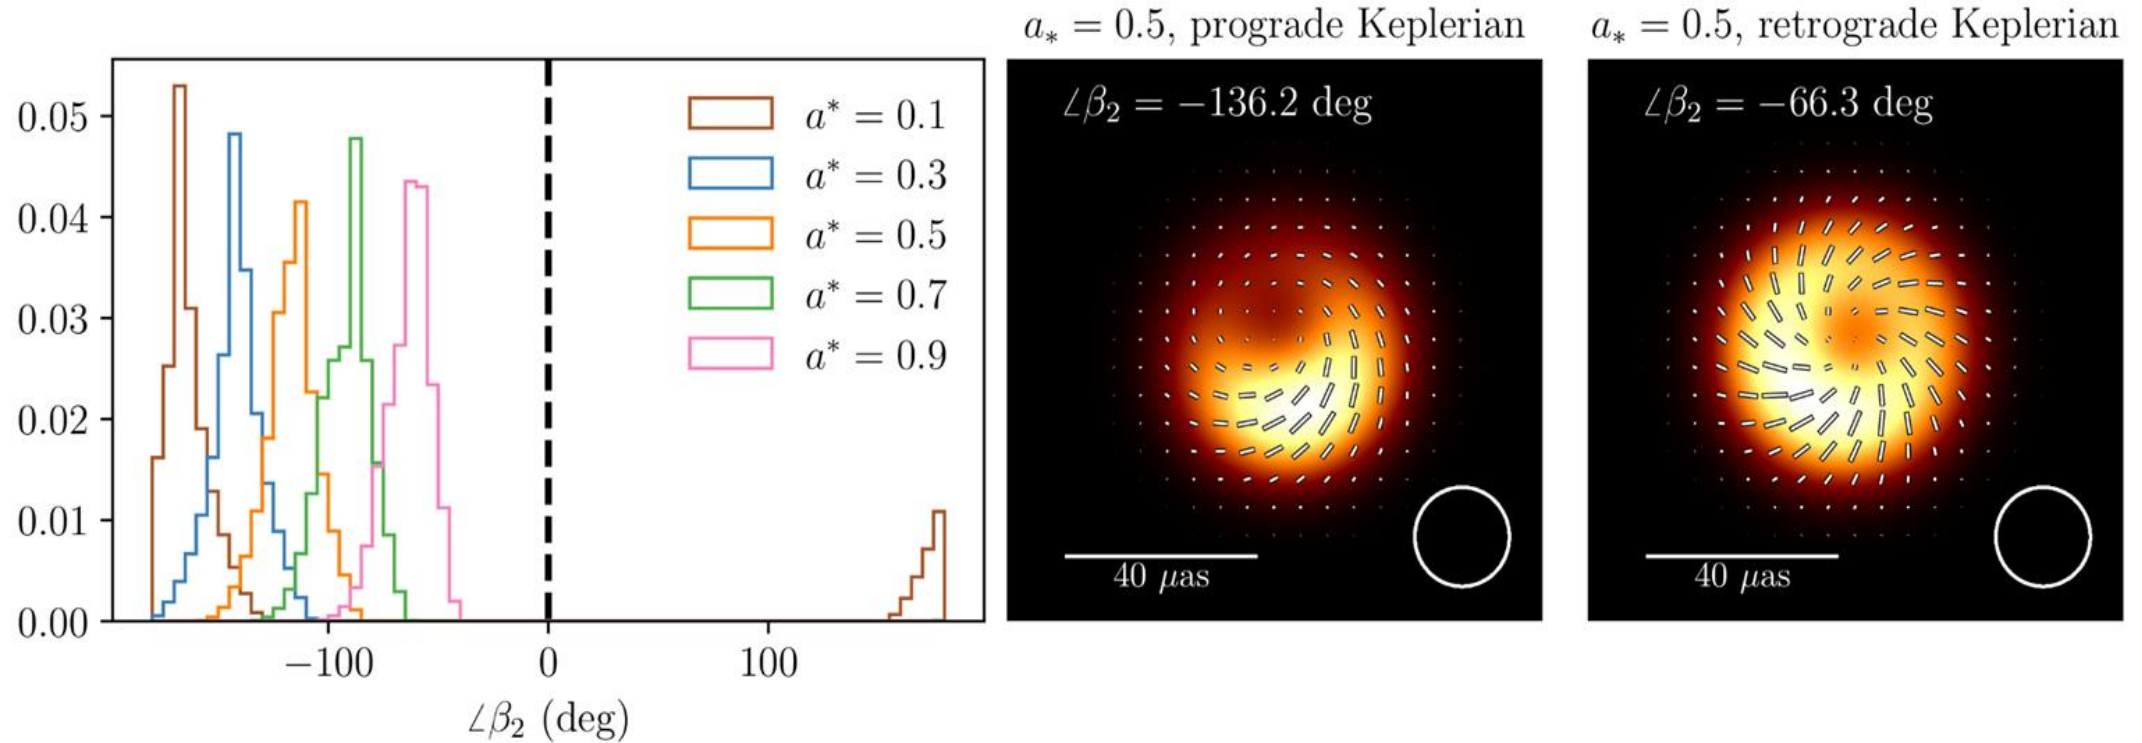 0.05
0.04
0.03
0.02
0.01
0.00
−100
0
100
∠β₂ (deg)
a* = 0.1
a* = 0.3
a* = 0.5
a* = 0.7
a* = 0.9
a⁎ = 0.5, prograde Keplerian
∠β₂ = −136.2 deg
40 μas
a⁎ = 0.5, retrograde Keplerian
∠β₂ = −66.3 deg
40 μas